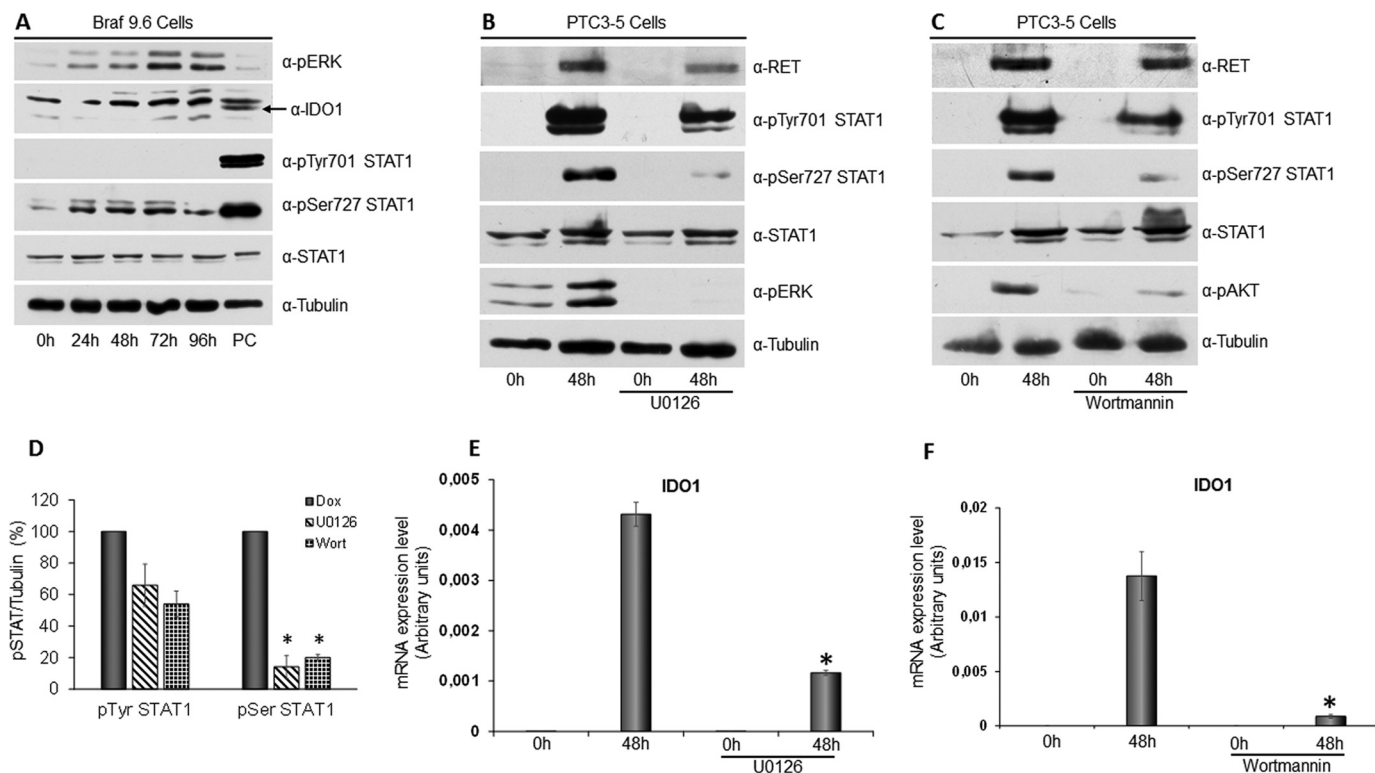 A
Braf 9.6 Cells
α-pERK
α-IDO1
α-pTyr701 STAT1
α-pSer727 STAT1
α-STAT1
α-Tubulin
0h 24h 48h 72h 96h PC
B
PTC3-5 Cells
α-RET
α-pTyr701 STAT1
α-pSer727 STAT1
α-STAT1
α-pERK
α-Tubulin
0h 48h 0h 48h
U0126
C
PTC3-5 Cells
α-RET
α-pTyr701 STAT1
α-pSer727 STAT1
α-STAT1
α-pAKT
α-Tubulin
0h 48h 0h 48h
Wortmannin
D
pSTAT/Tubulin (%)
120
100
80
60
40
20
0
Dox
U0126
Wort
* *
pTyr STAT1 pSer STAT1
E
IDO1
mRNA expression level
(Arbitrary units)
0,005
0,004
0,003
0,002
0,001
0
*
0h 48h 0h 48h
U0126
F
IDO1
mRNA expression level
(Arbitrary units)
0,02
0,015
0,01
0,005
0
*
0h 48h 0h 48h
Wortmannin